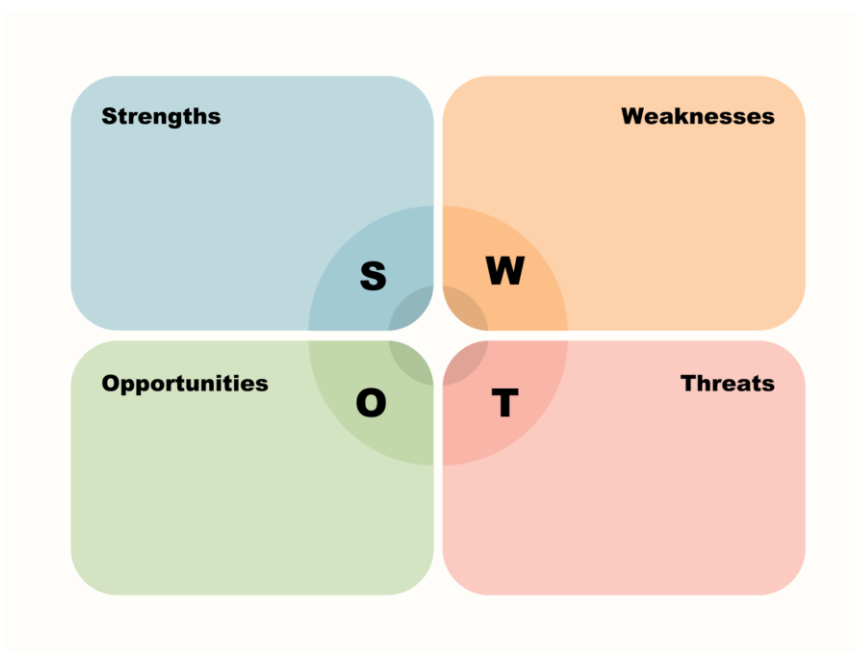 Strengths
Weaknesses
S
W
Opportunities
Threats
O
T